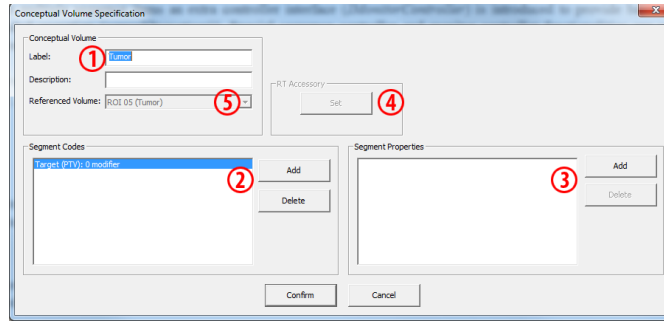 Conceptual Volume Specification
Conceptual Volume
Label:
1
Tumor
Description:
Referenced Volume:
ROI 05 (Tumor)
5
RT Accessory
Set
4
Segment Codes
Target (PTV): 0 modifier
2
Add
Delete
Segment Properties
3
Add
Delete
Confirm
Cancel